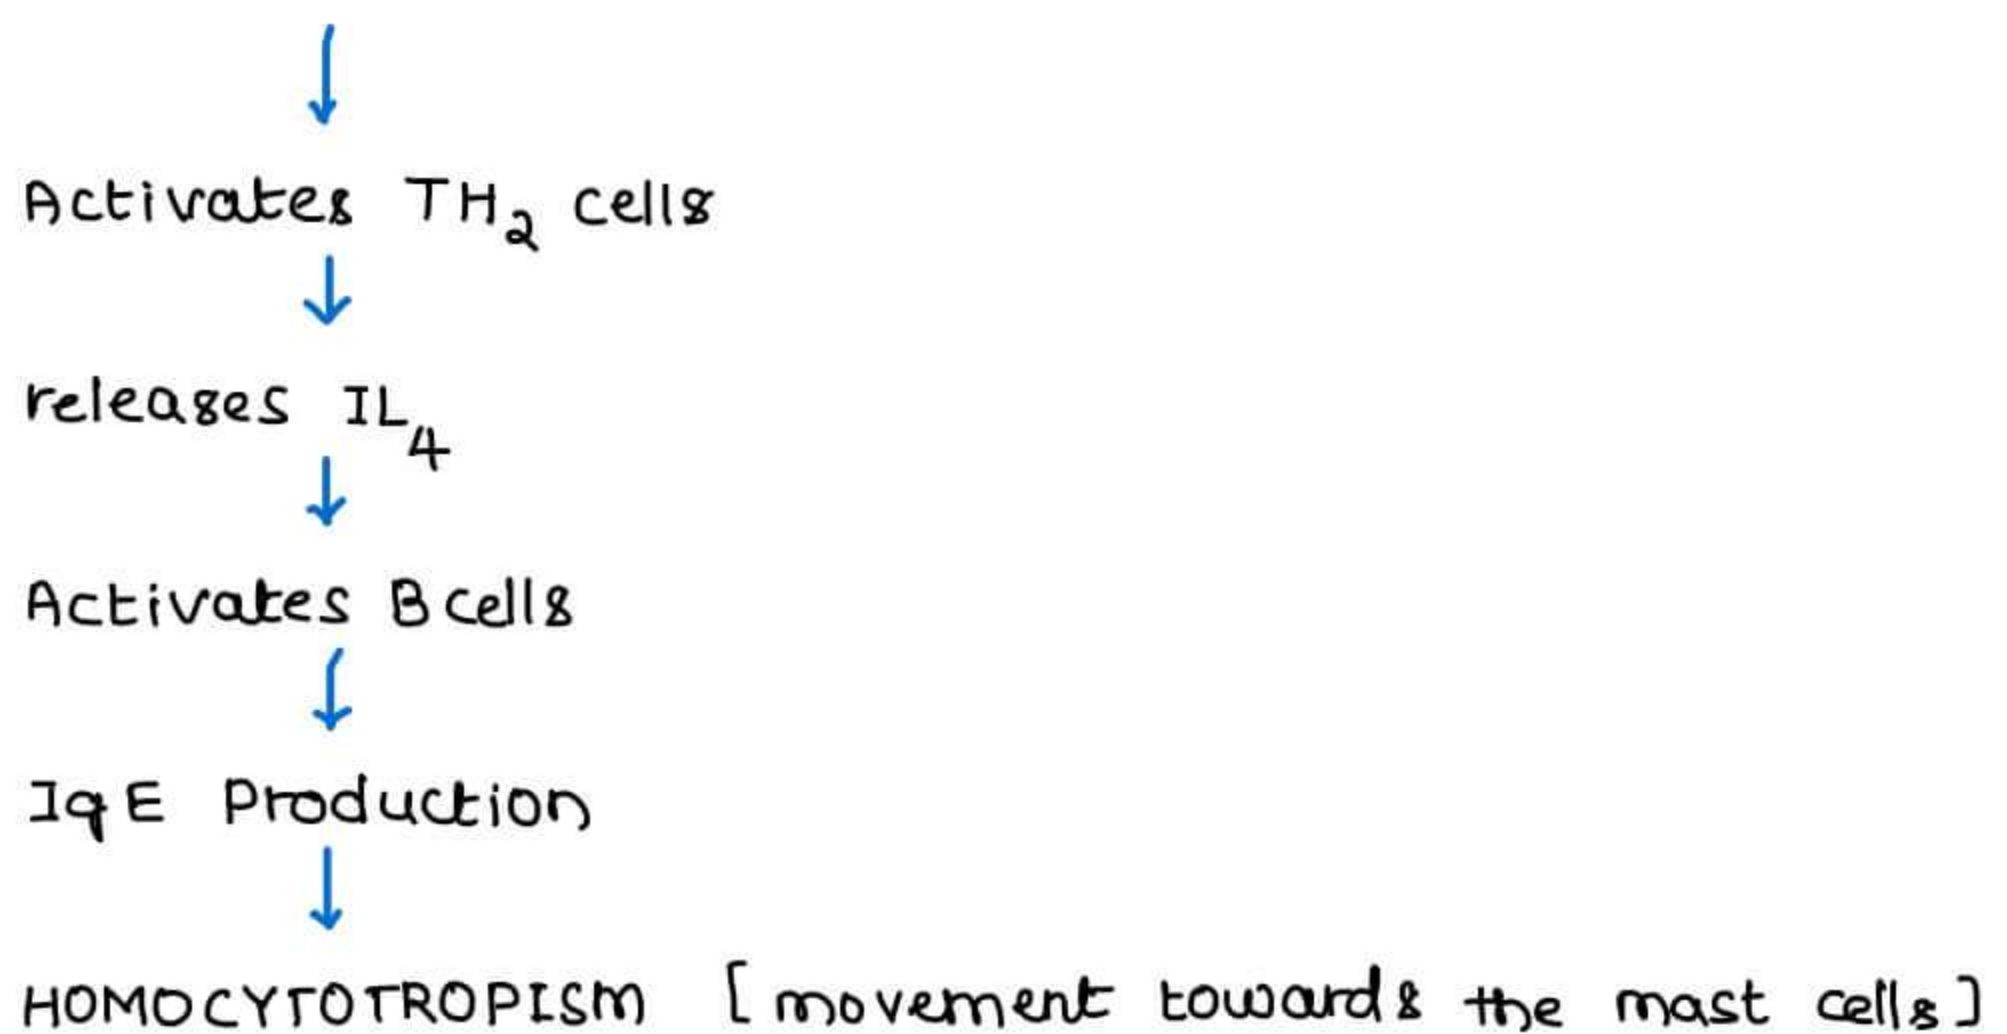 ↓
Activates TH₂ cells
↓
releases IL₄
↓
Activates B cells
↓
IgE Production
↓
HOMOCYTOTROPISM [movement towards the mast cells]